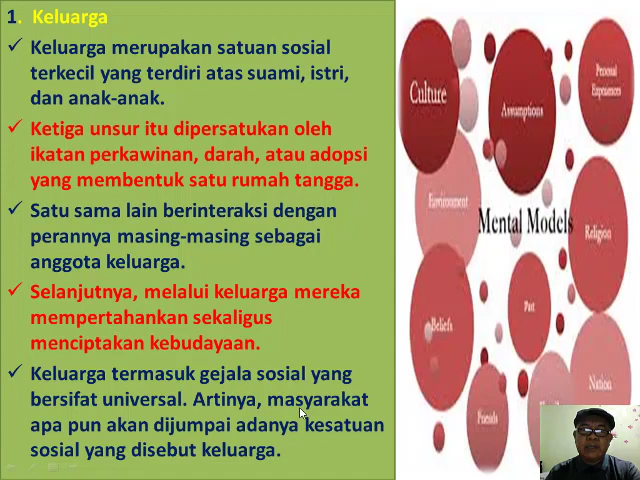 1. Keluarga
✓ Keluarga merupakan satuan sosial
terkecil yang terdiri atas suami, istri,
dan anak-anak.
✓ Ketiga unsur itu dipersatukan oleh
ikatan perkawinan, darah, atau adopsi
yang membentuk satu rumah tangga.
✓ Satu sama lain berinteraksi dengan
perannya masing-masing sebagai
anggota keluarga.
✓ Selanjutnya, melalui keluarga mereka
mempertahankan sekaligus
menciptakan kebudayaan.
✓ Keluarga termasuk gejala sosial yang
bersifat universal. Artinya, masyarakat
apa pun akan dijumpai adanya kesatuan
sosial yang disebut keluarga.
Culture
Assumptions
Personal
Experiences
Environment
Mental Models
Religion
Beliefs
Past
Nation
Friends